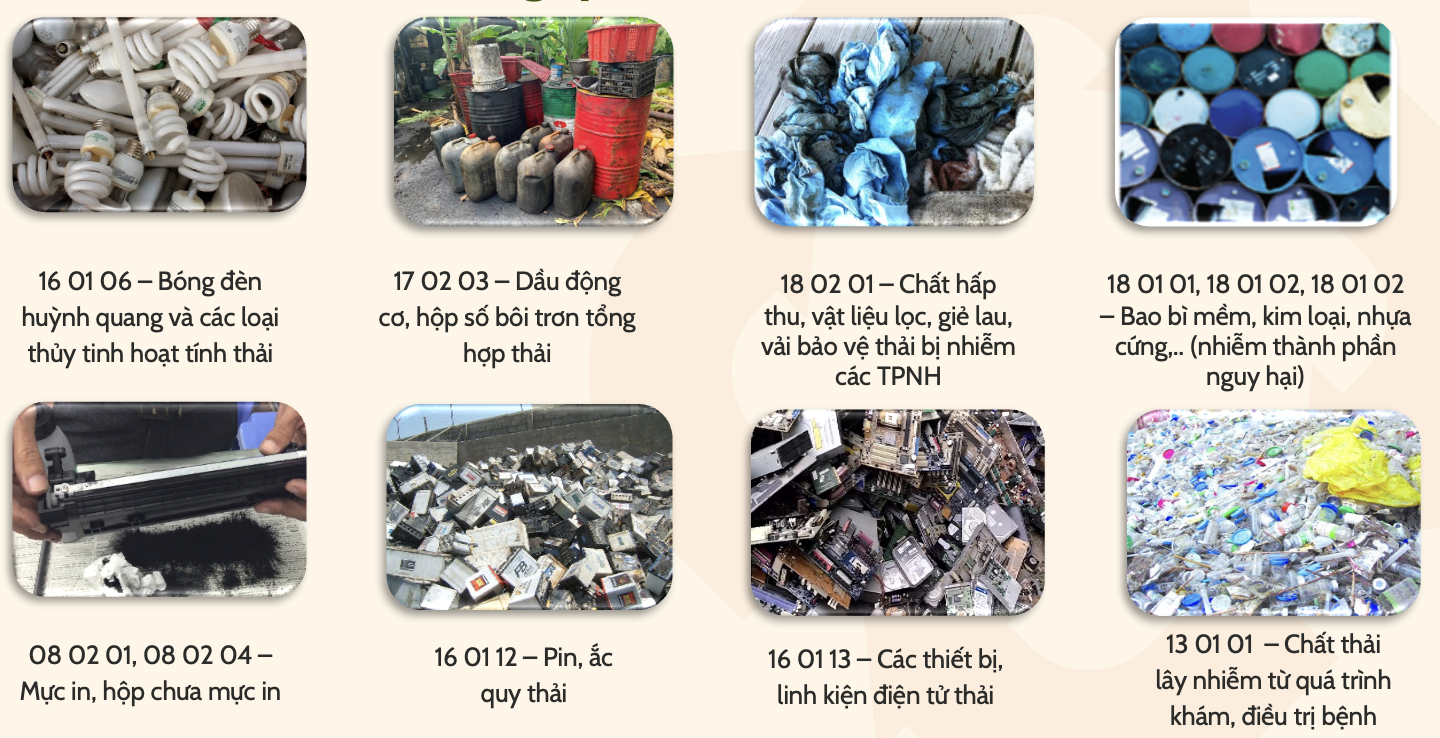 16 01 06 – Bóng đèn
huỳnh quang và các loại
thủy tinh hoạt tính thải
17 02 03 – Dầu động
cơ, hộp số bôi trơn tổng
hợp thải
18 02 01 – Chất hấp
thu, vật liệu lọc, giẻ lau,
vải bảo vệ thải bị nhiễm
các TPNH
18 01 01, 18 01 02, 18 01 02
– Bao bì mềm, kim loại, nhựa
cứng,.. (nhiễm thành phần
nguy hại)
08 02 01, 08 02 04 –
Mực in, hộp chưa mực in
16 01 12 – Pin, ắc
quy thải
16 01 13 – Các thiết bị,
linh kiện điện tử thải
13 01 01 – Chất thải
lây nhiễm từ quá trình
khám, điều trị bệnh